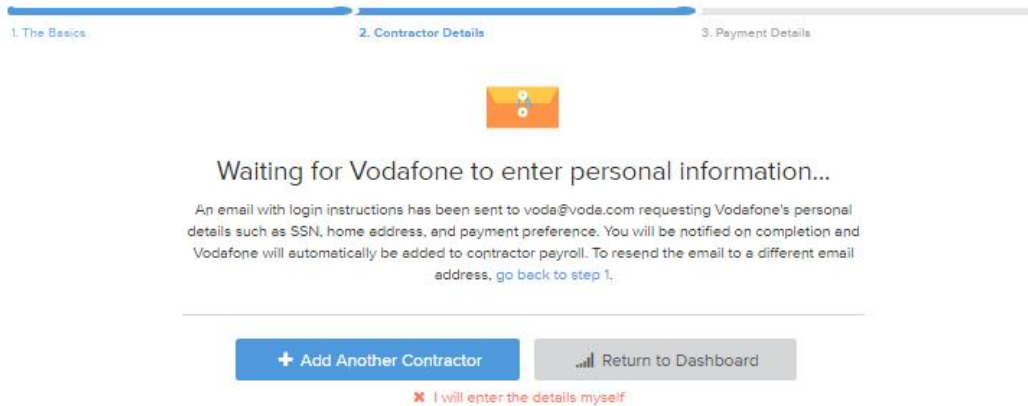 1. The Basics
2. Contractor Details
3. Payment Details
Waiting for Vodafone to enter personal information...
An email with login instructions has been sent to voda@voda.com requesting Vodafone's personal
details such as SSN, home address, and payment preference. You will be notified on completion and
Vodafone will automatically be added to contractor payroll. To resend the email to a different email
address, go back to step 1.
+ Add Another Contractor
Return to Dashboard
✖ I will enter the details myself